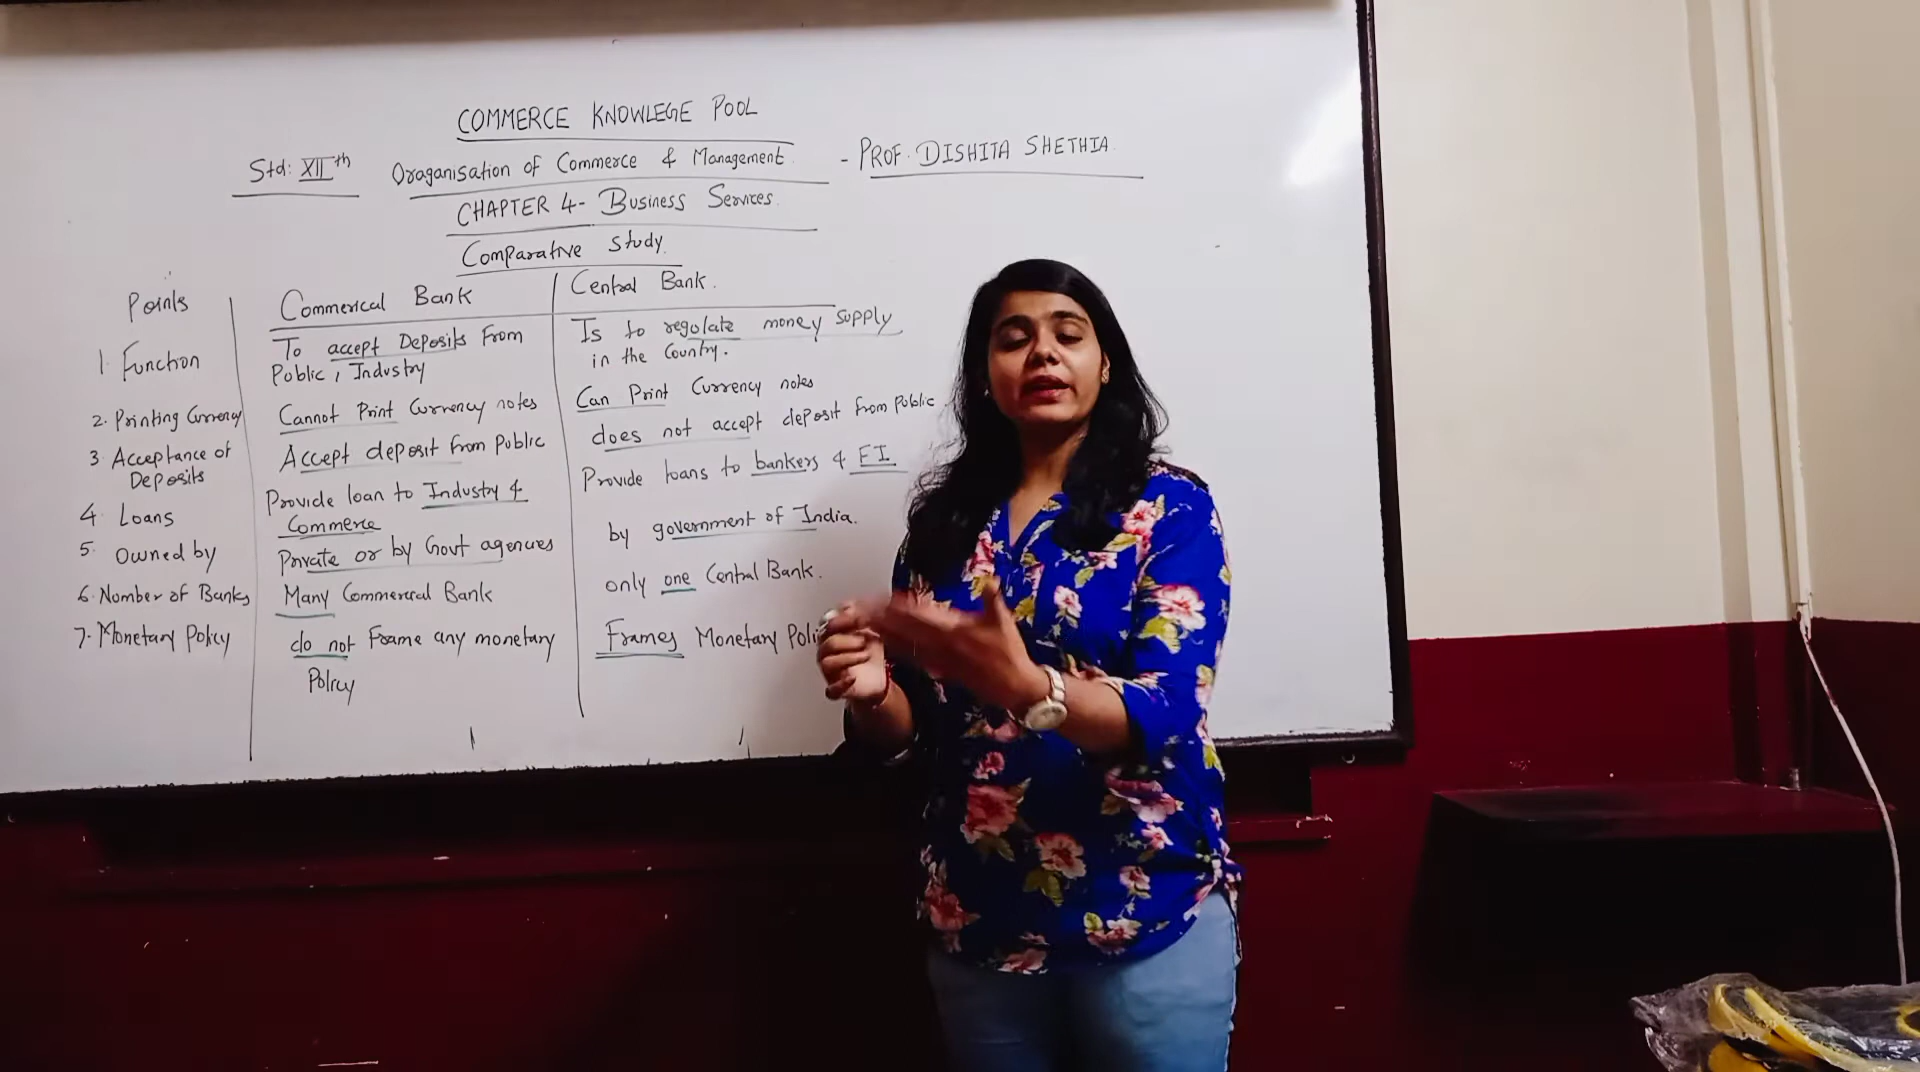 COMMERCE KNOWLEGE POOL
Std: XIIth Oraganisation of Commerce & Management - PROF. DISHITA SHETHIA
CHAPTER 4- Business Services.
Comparative Study.
Points Commerical Bank Central Bank.
1. Function To accept Deposits From Is to regulate money supply
Public, Industry in the Country.
2. Printing Currency Cannot Print Currency notes Can Print Currency notes
3 Acceptance of Accept deposit from Public does not accept deposit from Public
Deposits
4 Loans Provide loan to Industry & Provide loans to bankers & FI
Commerce
5. Owned by Private or by Govt agencies by government of India.
6. Number of Banks Many Commercial Bank only one Central Bank.
7. Monetary Policy do not Frame any monetary Frames Monetary Poli
Policy